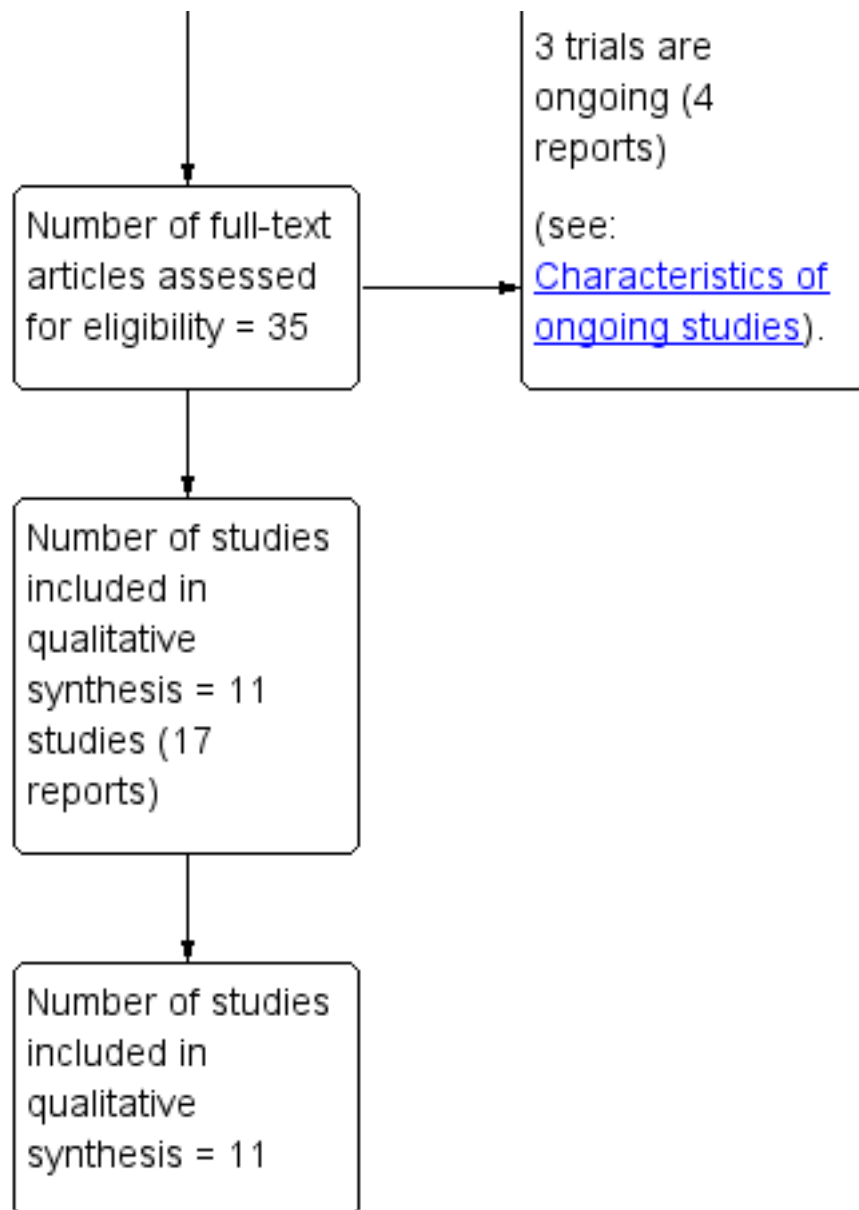 3 trials are
ongoing (4
reports)
(see:
Characteristics of
ongoing studies).
Number of full-text
articles assessed
for eligibility = 35
Number of studies
included in
qualitative
synthesis = 11
studies (17
reports)
Number of studies
included in
qualitative
synthesis = 11